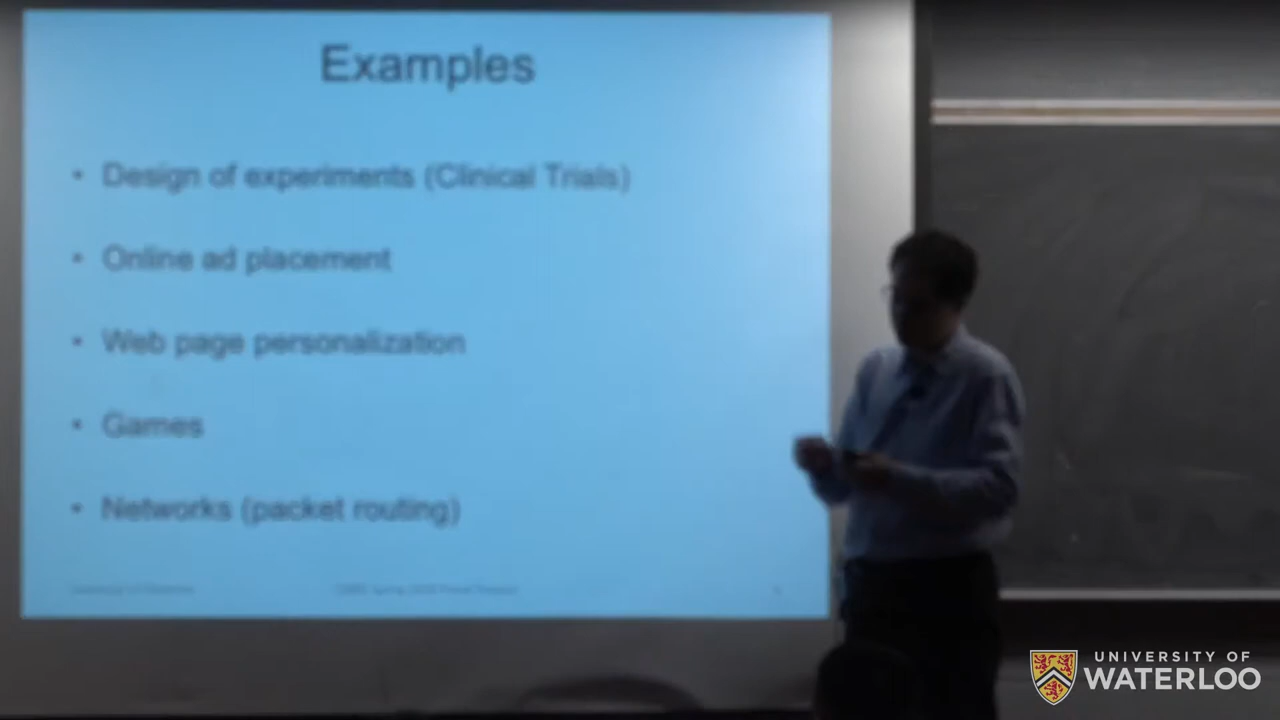 Examples
• Design of experiments (Clinical Trials)
• Online ad placement
• Web page personalization
• Games
• Networks (packet routing)
UNIVERSITY OF
WATERLOO